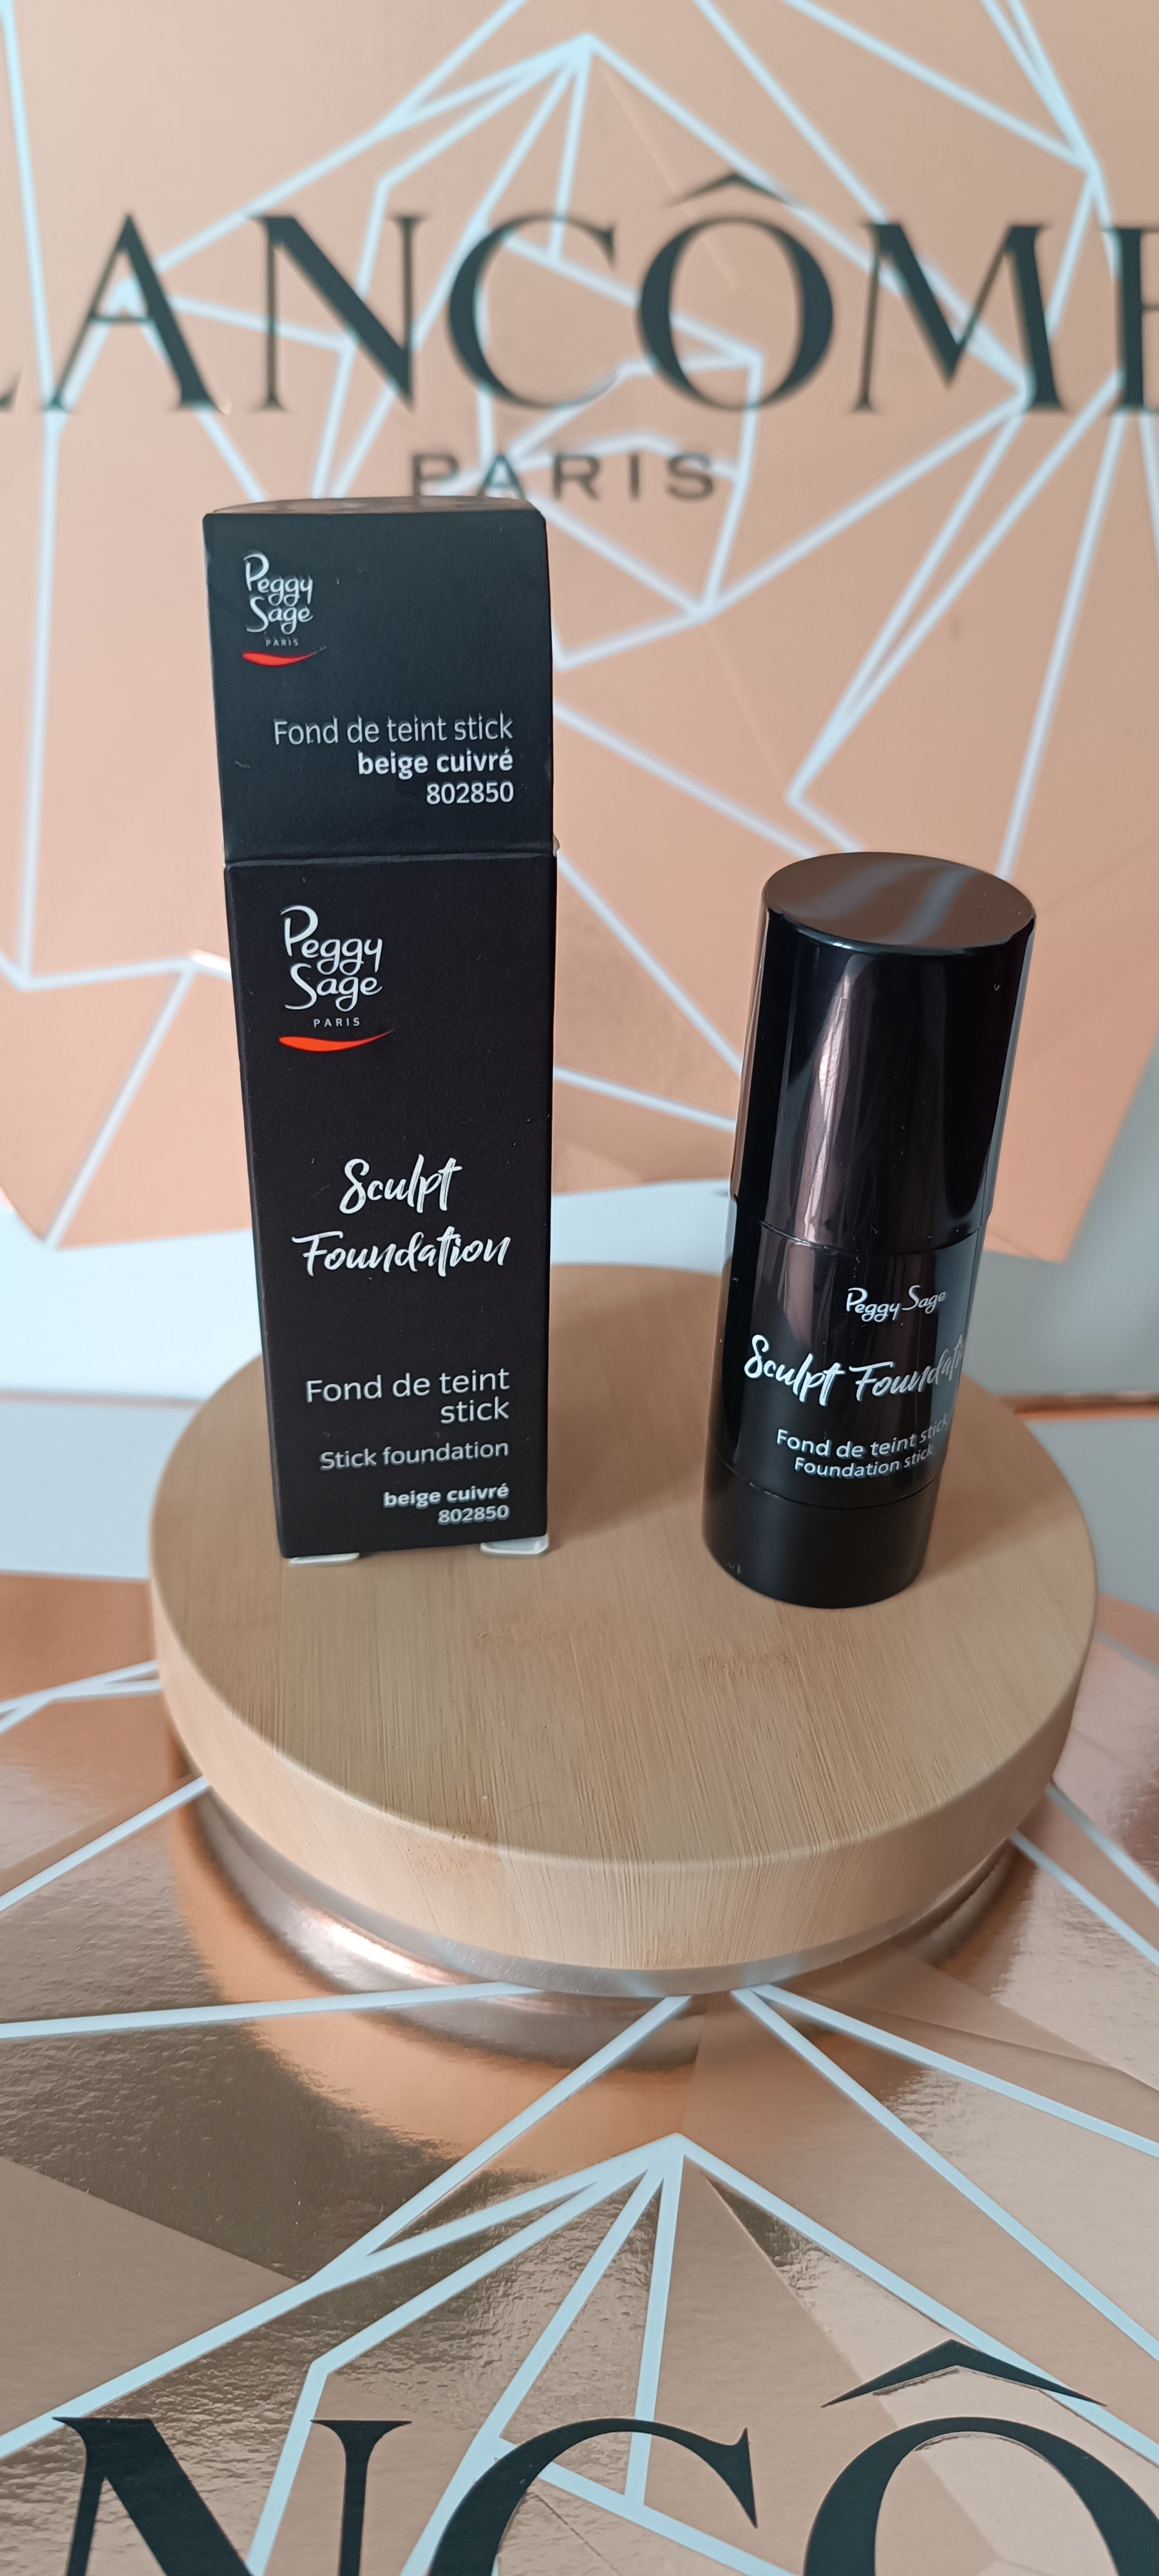 LANCÔME
PARIS
Peggy
Sage
PARIS
Fond de teint stick
beige cuivré
802850
Peggy
Sage
PARIS
Sculpt
Foundation
Fond de teint
stick
Stick foundation
beige cuivré
802850
Peggy Sage
Sculpt Foundati
Fond de teint stick
Foundation stick
NCÔ